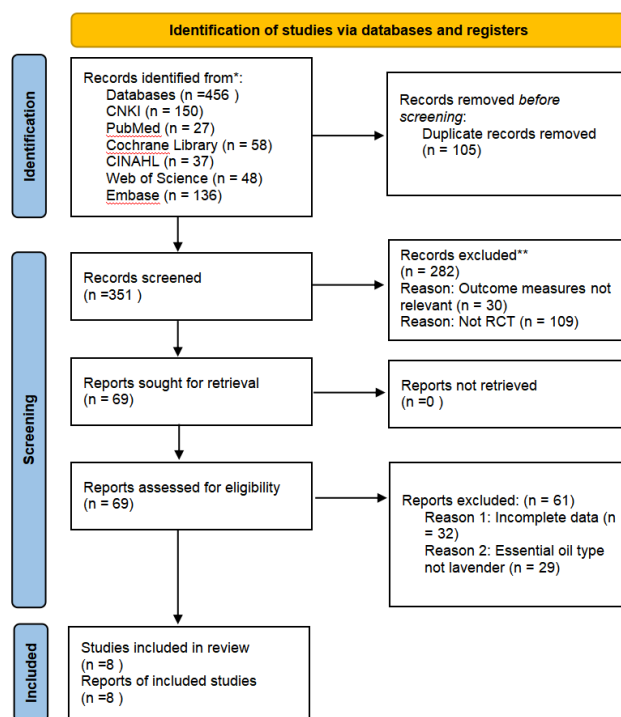 Identification of studies via databases and registers
Identification
Records identified from*:
Databases (n =456 )
CNKI (n = 150)
PubMed (n = 27)
Cochrane Library (n = 58)
CINAHL (n = 37)
Web of Science (n = 48)
Embase (n = 136)
Records removed before
screening:
Duplicate records removed
(n = 105)
Screening
Records screened
(n =351 )
Records excluded**
(n = 282)
Reason: Outcome measures not
relevant (n = 30)
Reason: Not RCT (n = 109)
Reports sought for retrieval
(n = 69)
Reports not retrieved
(n =0 )
Reports assessed for eligibility
(n = 69)
Reports excluded: (n = 61)
Reason 1: Incomplete data (n
= 32)
Reason 2: Essential oil type
not lavender (n = 29)
Included
Studies included in review
(n =8 )
Reports of included studies
(n =8 )